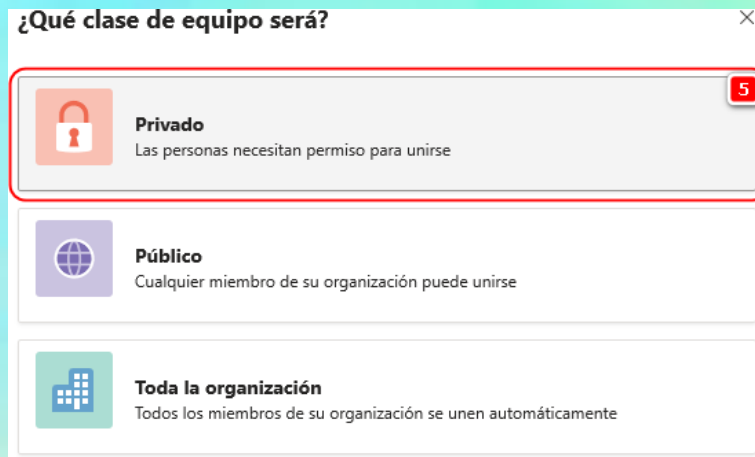 ¿Qué clase de equipo será?
5
Privado
Las personas necesitan permiso para unirse
Público
Cualquier miembro de su organización puede unirse
Toda la organización
Todos los miembros de su organización se unen automáticamente